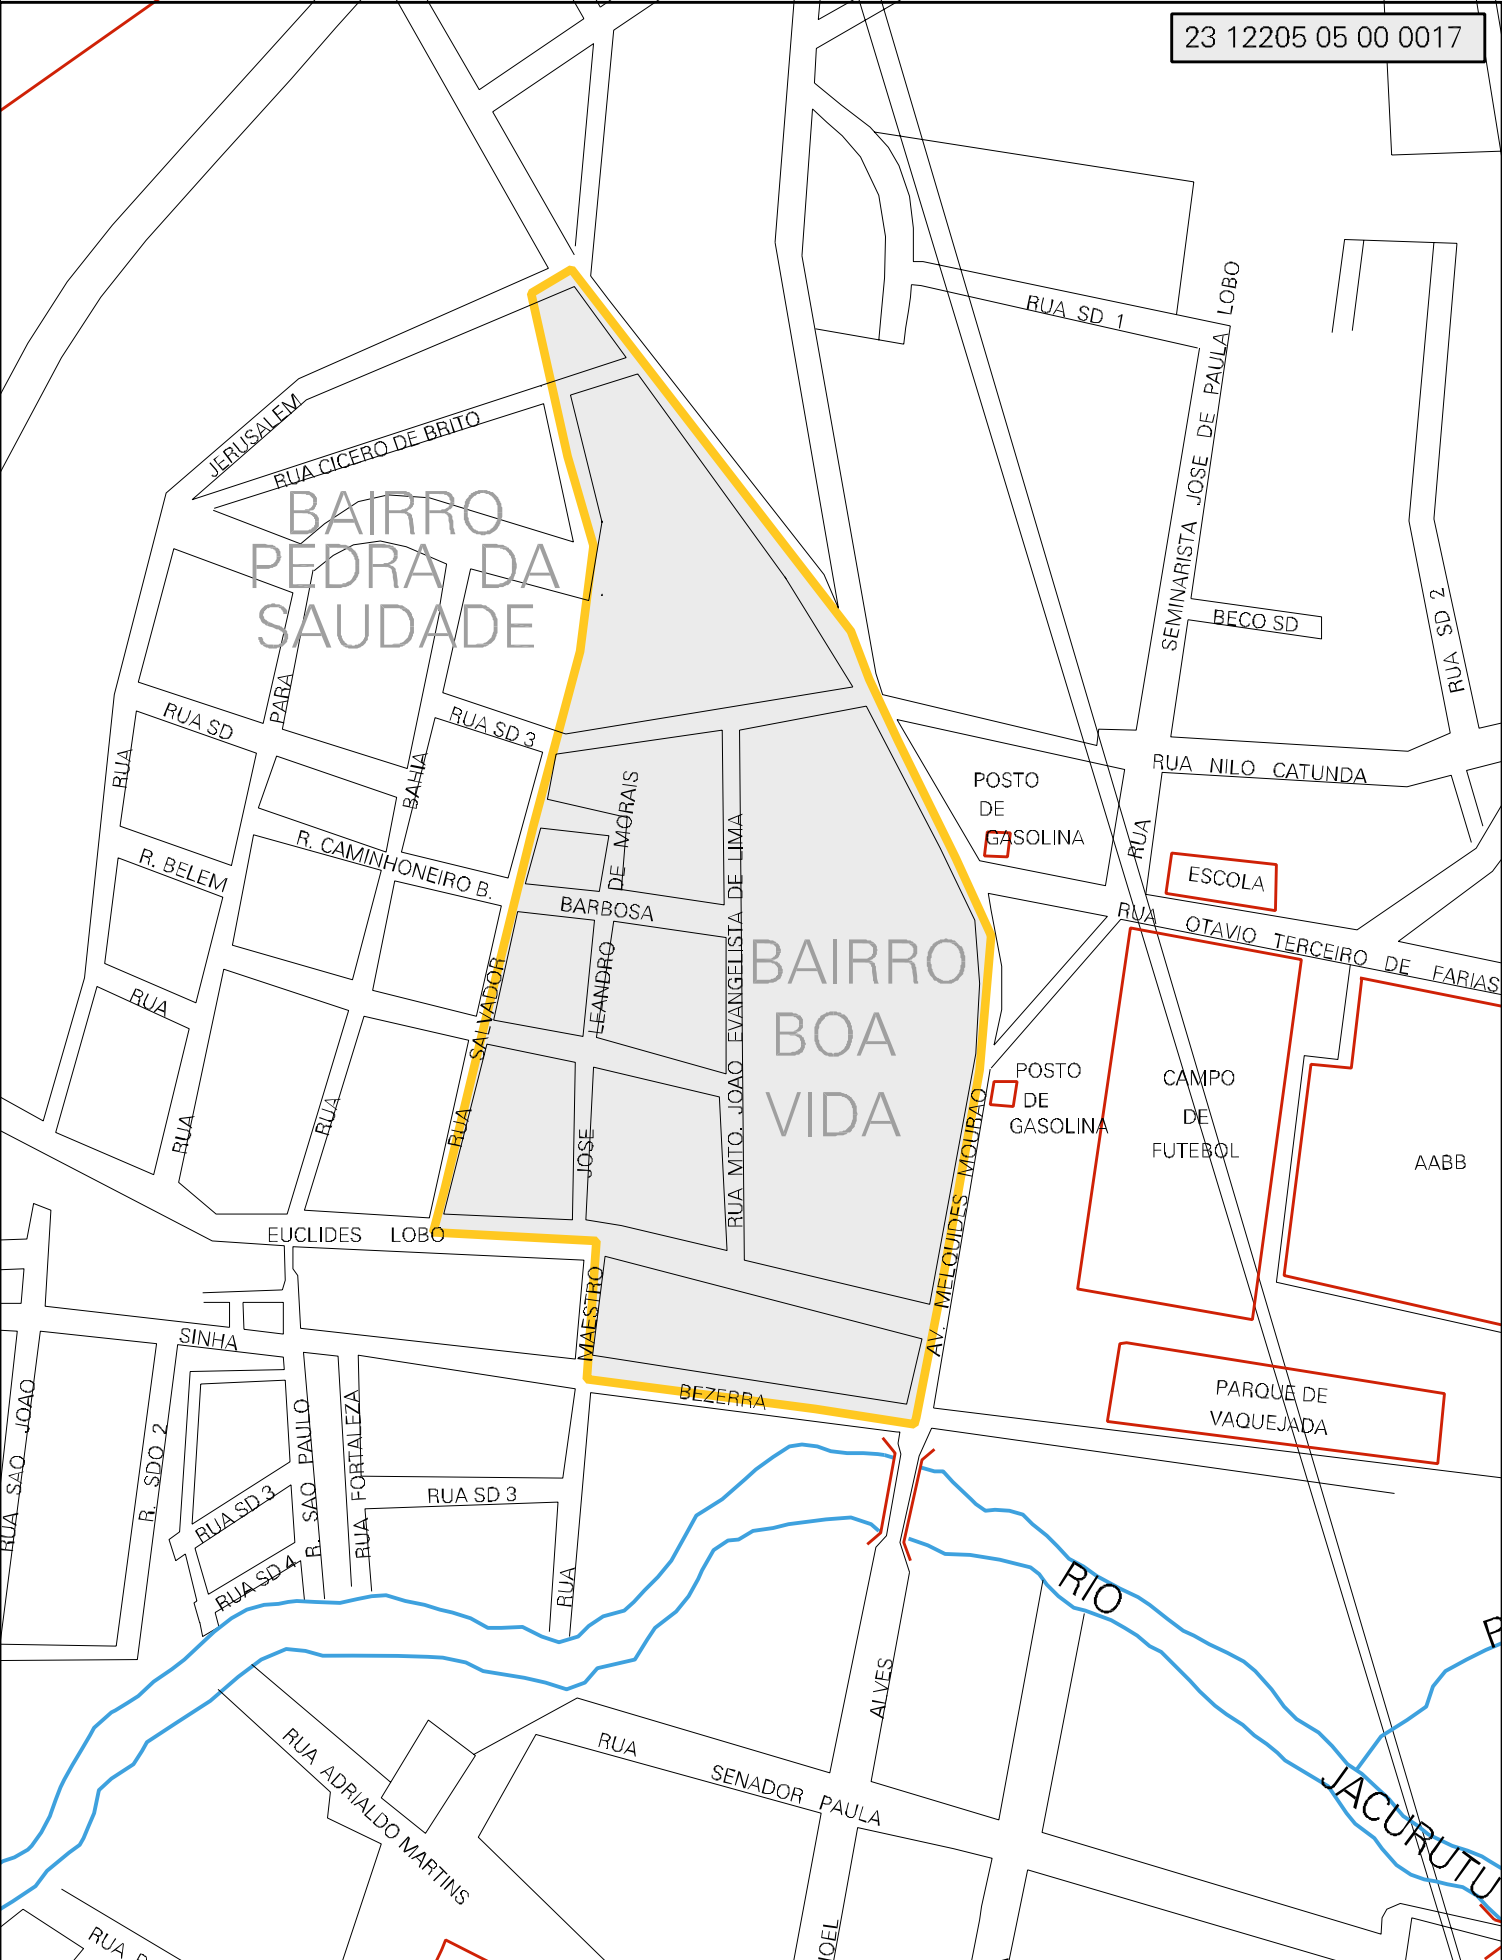 23 12205 05 00 0017
RUA SD 1
SEMINARISTA JOSE DE PAULA LOBO
JERUSALEM
RUA CICERO DE BRITO
BAIRRO
PEDRA DA
SAUDADE
BECO SD
RUA SD 2
PARA
RUA SD
RUA SD 3
RUA
BAHIA
RUA NILO CATUNDA
POSTO
DE
GASOLINA
DE MORAIS
RUA
R. CAMINHONEIRO B.
R. BELEM
ESCOLA
BARBOSA
RUA MTO. JOAO EVANGELISTA DE LIMA
RUA OTAVIO TERCEIRO DE FARIAS
BAIRRO
BOA
VIDA
LEANDRO
SALVADOR
RUA
RUA
RUA
RUA
JOSE
POSTO
DE
GASOLINA
CAMPO
DE
FUTEBOL
AABB
AV. MELQUIDES MOURAO
EUCLIDES LOBO
MAESTRO
SINHA
BEZERRA
PARQUE DE
VAQUEJADA
RUA SAO JOAO
R. SDO 2
R. SAO PAULO
RUA FORTALEZA
RUA SD 3
RUA SD 3
RUA SD 4
RUA
RIO
JACURUTU
P
ALVES
RUA SENADOR PAULA
RUA ADRIALDO MARTINS
RUA
OEL